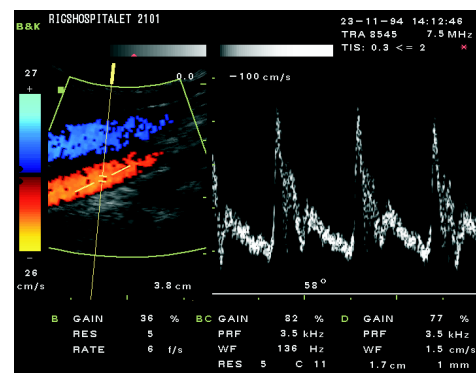 RIGSHOSPITALET 2101
B&K
23-11-94 14:12:46
TRA 8545 7.5 MHz
TIS: 0.3 <= 2 *
27
+
0.0
-100 cm/s
-
26
cm/s
3.8 cm
58°
B GAIN 36 % BC GAIN 82 % D GAIN 77 %
RES 5 PRF 3.5 kHz PRF 3.5 kHz
RATE 6 f/s WF 136 Hz WF 1.5 cm/s
RES 5 C 11 1.7 cm 1 mm